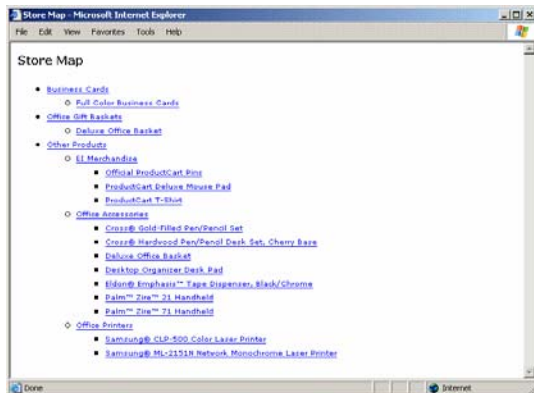 Store Map - Microsoft Internet Explorer
File Edit View Favorites Tools Help
Store Map
Business Cards
Full Color Business Cards
Office Gift Baskets
Deluxe Office Basket
Other Products
EI Merchandise
Official ProductCart Pins
ProductCart Deluxe Mouse Pad
ProductCart T-Shirt
Office Accessories
Cross® Gold-Filled Pen/Pencil Set
Cross® Hardwood Pen/Pencil Desk Set, Cherry Base
Deluxe Office Basket
Desktop Organizer Desk Pad
Eldon® Emphasis™ Tape Dispenser, Black/Chrome
Palm™ Zire™ 21 Handheld
Palm™ Zire™ 71 Handheld
Office Printers
Samsung® CLP-500 Color Laser Printer
Samsung® ML-2151N Network Monochrome Laser Printer
Done Internet